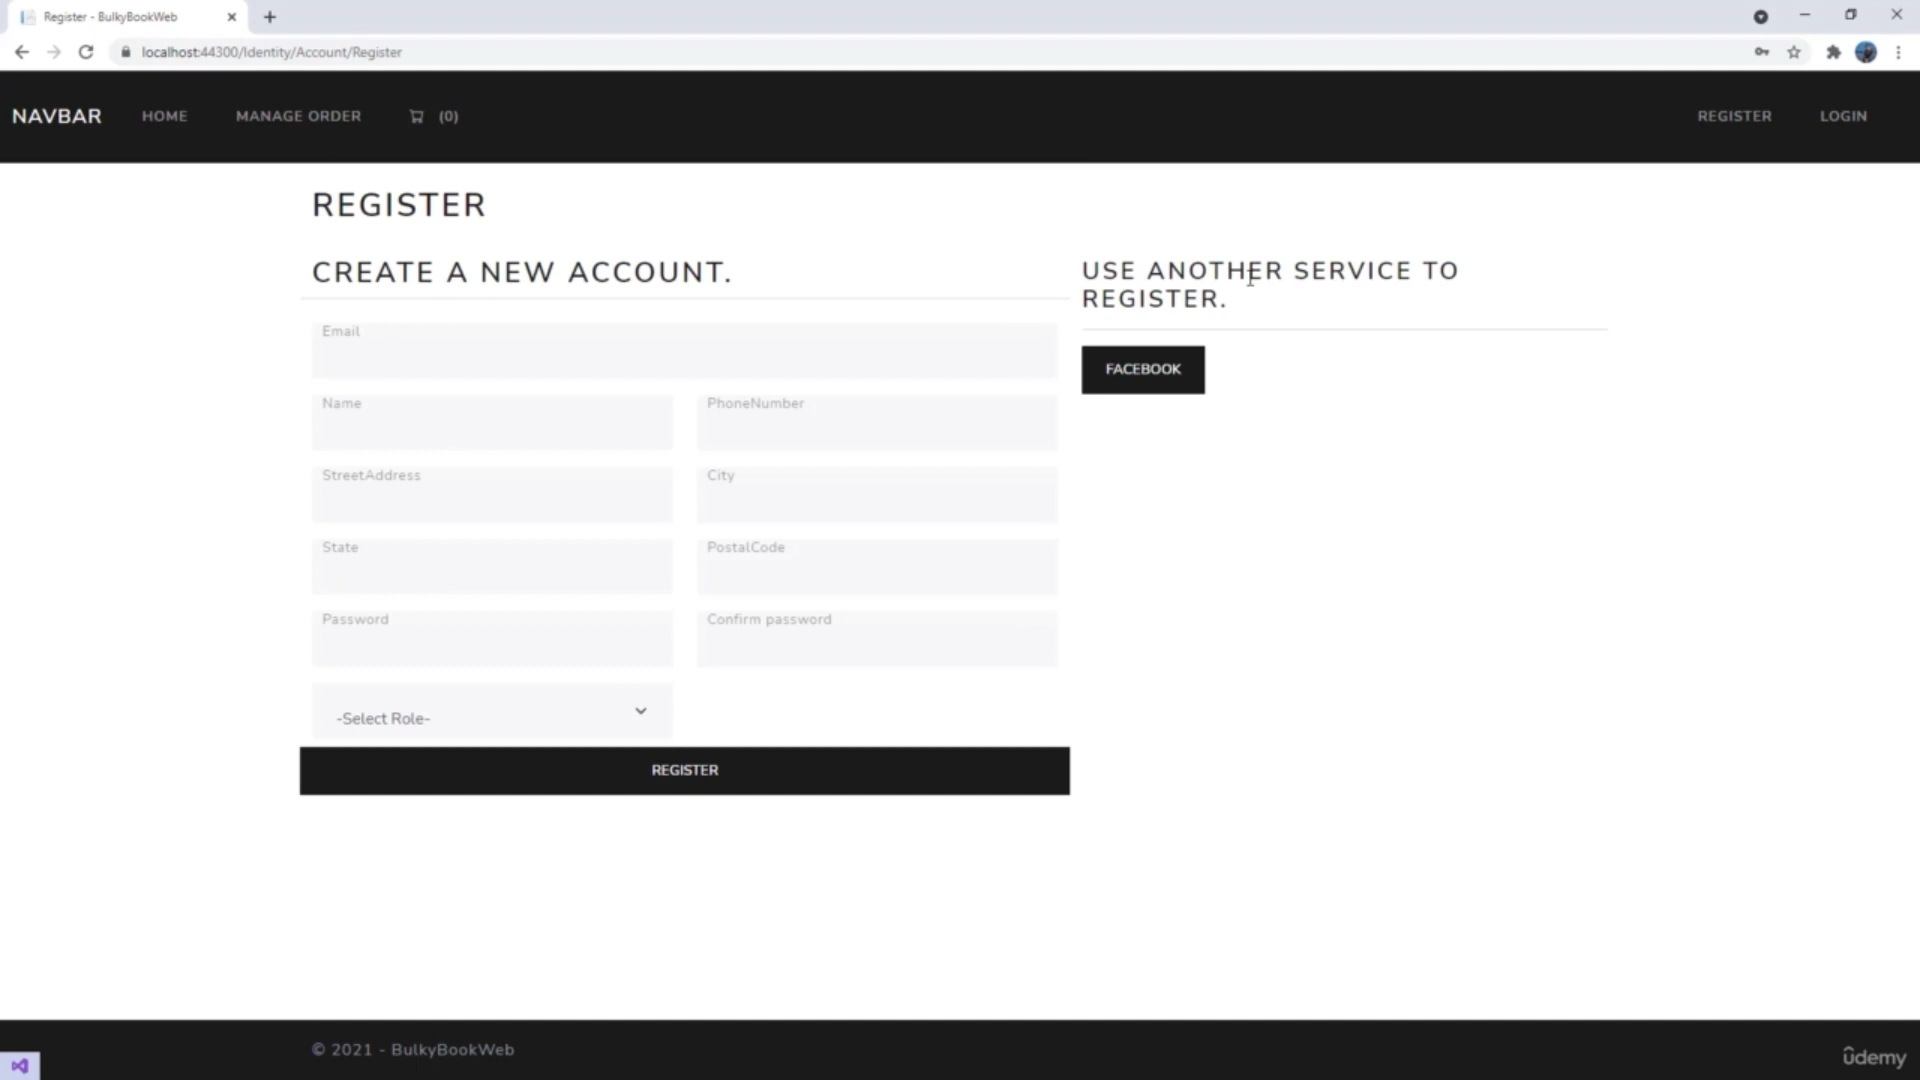 Register - BulkyBookWeb
localhost:44300/Identity/Account/Register
NAVBAR HOME MANAGE ORDER (0) REGISTER LOGIN
REGISTER
CREATE A NEW ACCOUNT.
USE ANOTHER SERVICE TO
REGISTER.
Email
FACEBOOK
Name PhoneNumber
StreetAddress City
State PostalCode
Password Confirm password
-Select Role-
REGISTER
© 2021 - BulkyBookWeb
ûdemy